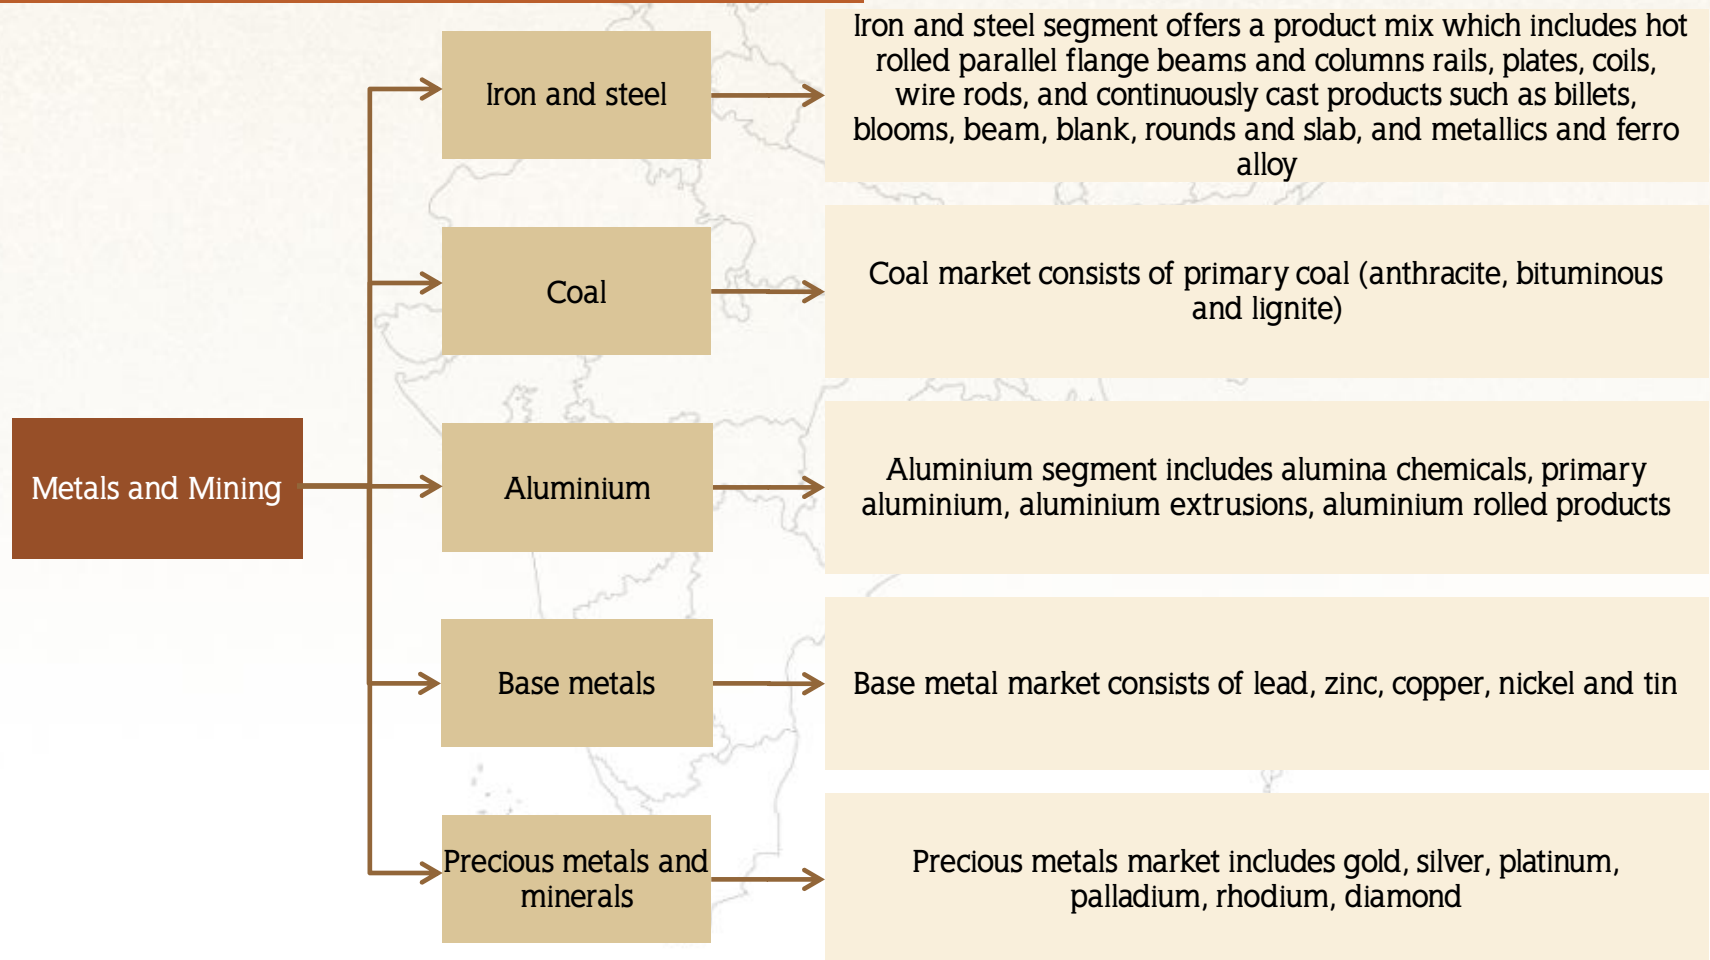 Iron and steel
Iron and steel segment offers a product mix which includes hot
rolled parallel flange beams and columns rails, plates, coils,
wire rods, and continuously cast products such as billets,
blooms, beam, blank, rounds and slab, and metallics and ferro
alloy
Coal
Coal market consists of primary coal (anthracite, bituminous
and lignite)
Metals and Mining
Aluminium
Aluminium segment includes alumina chemicals, primary
aluminium, aluminium extrusions, aluminium rolled products
Base metals
Base metal market consists of lead, zinc, copper, nickel and tin
Precious metals and
minerals
Precious metals market includes gold, silver, platinum,
palladium, rhodium, diamond